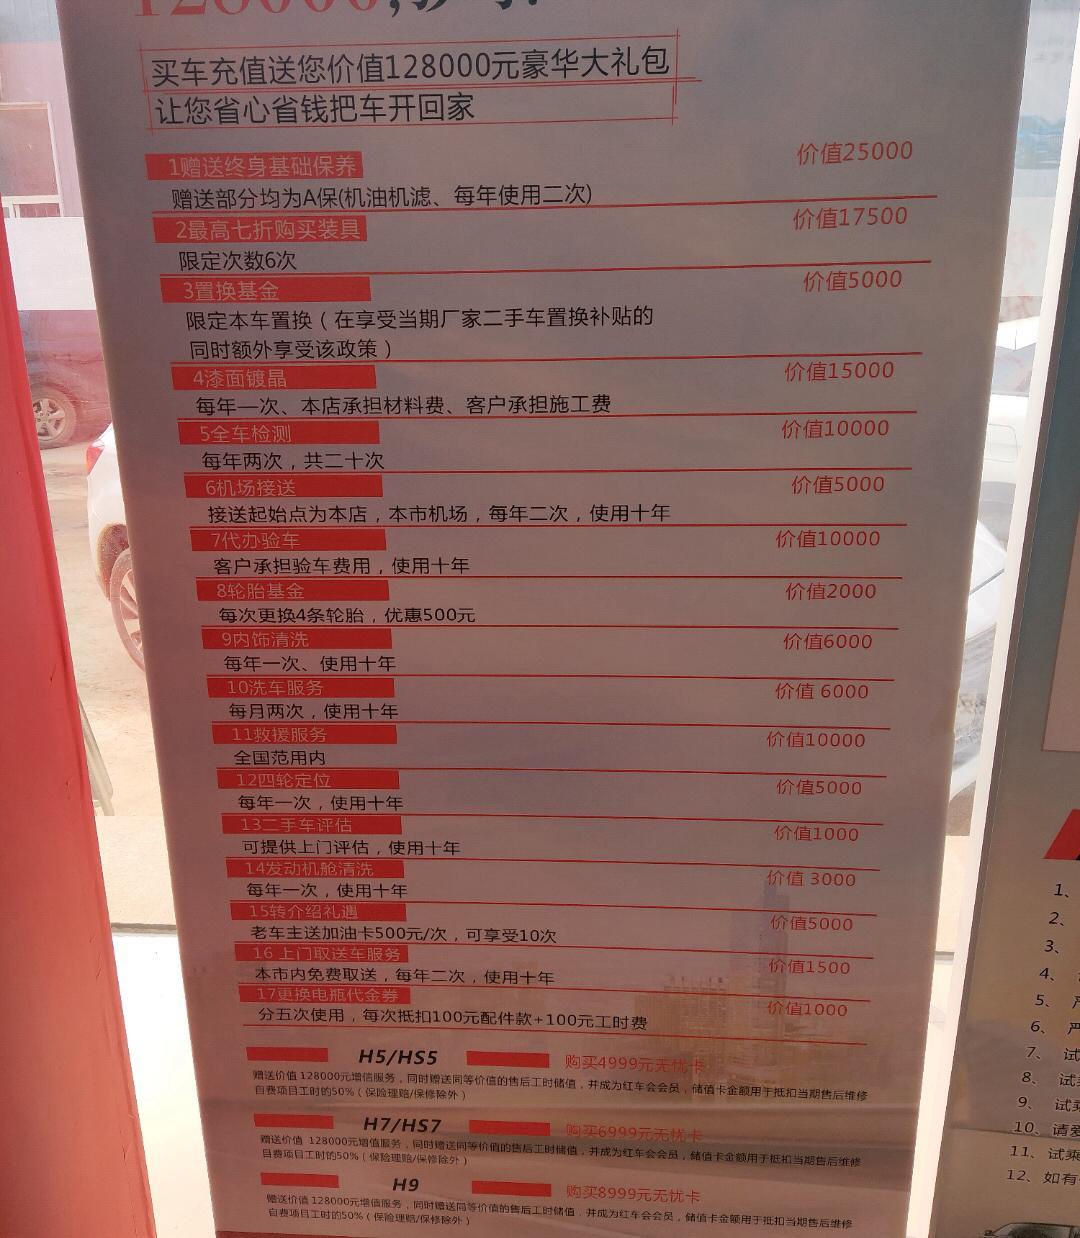 128000
买车充值送您价值128000元豪华大礼包
让您省心省钱把车开回家
1赠送终身基础保养
价值25000
赠送部分均为A保(机油机滤、每年使用二次)
2最高七折购买装具
价值17500
限定次数6次
3置换基金
价值5000
限定本车置换（在享受当期厂家二手车置换补贴的
同时额外享受该政策）
4漆面镀晶
价值15000
每年一次、本店承担材料费、客户承担施工费
5全车检测
价值10000
每年两次，共二十次
6机场接送
价值5000
接送起始点为本店，本市机场，每年二次，使用十年
7代办验车
价值10000
客户承担验车费用，使用十年
8轮胎基金
价值2000
每次更换4条轮胎，优惠500元
9内饰清洗
价值6000
每年一次、使用十年
10洗车服务
价值 6000
每月两次，使用十年
11救援服务
价值10000
全国范用内
12四轮定位
价值5000
每年一次，使用十年
13二手车评估
价值1000
可提供上门评估，使用十年
14发动机舱清洗
价值 3000
每年一次，使用十年
15转介绍礼遇
价值5000
老车主送加油卡500元/次，可享受10次
16 上门取送车服务
价值1500
本市内免费取送，每年二次，使用十年
17更换电瓶代金券
价值1000
分五次使用，每次抵扣100元配件款+100元工时费
H5/HS5
购买4999元无忧卡
赠送价值 128000元增信服务，同时赠送同等价值的售后工时储值，并成为红车会会员，储值卡金额用于抵扣当期售后维修
自费项目工时的50%（保险理赔/保修除外）
H7/HS7
购买6999元无忧卡
赠送价值 128000元增值服务，同时赠送同等价值的售后工时储值，并成为红车会会员，储值卡金额用于抵扣当期售后维修
目费项目工时的50%（保险理赔/保修除外）
H9
购买8999元无忧卡
赠送价值 128000元增值服务，同时赠送同等价值的售后工时储值，并成为红车会会员，储值卡金额用于抵扣当期售后维修
自费项目工时的50%（保险理赔/保修除外）
1、
2、
3、
4、
5、
6、
7、试
8、试
9、试乘
10、请爱
11、试乘
12、如有